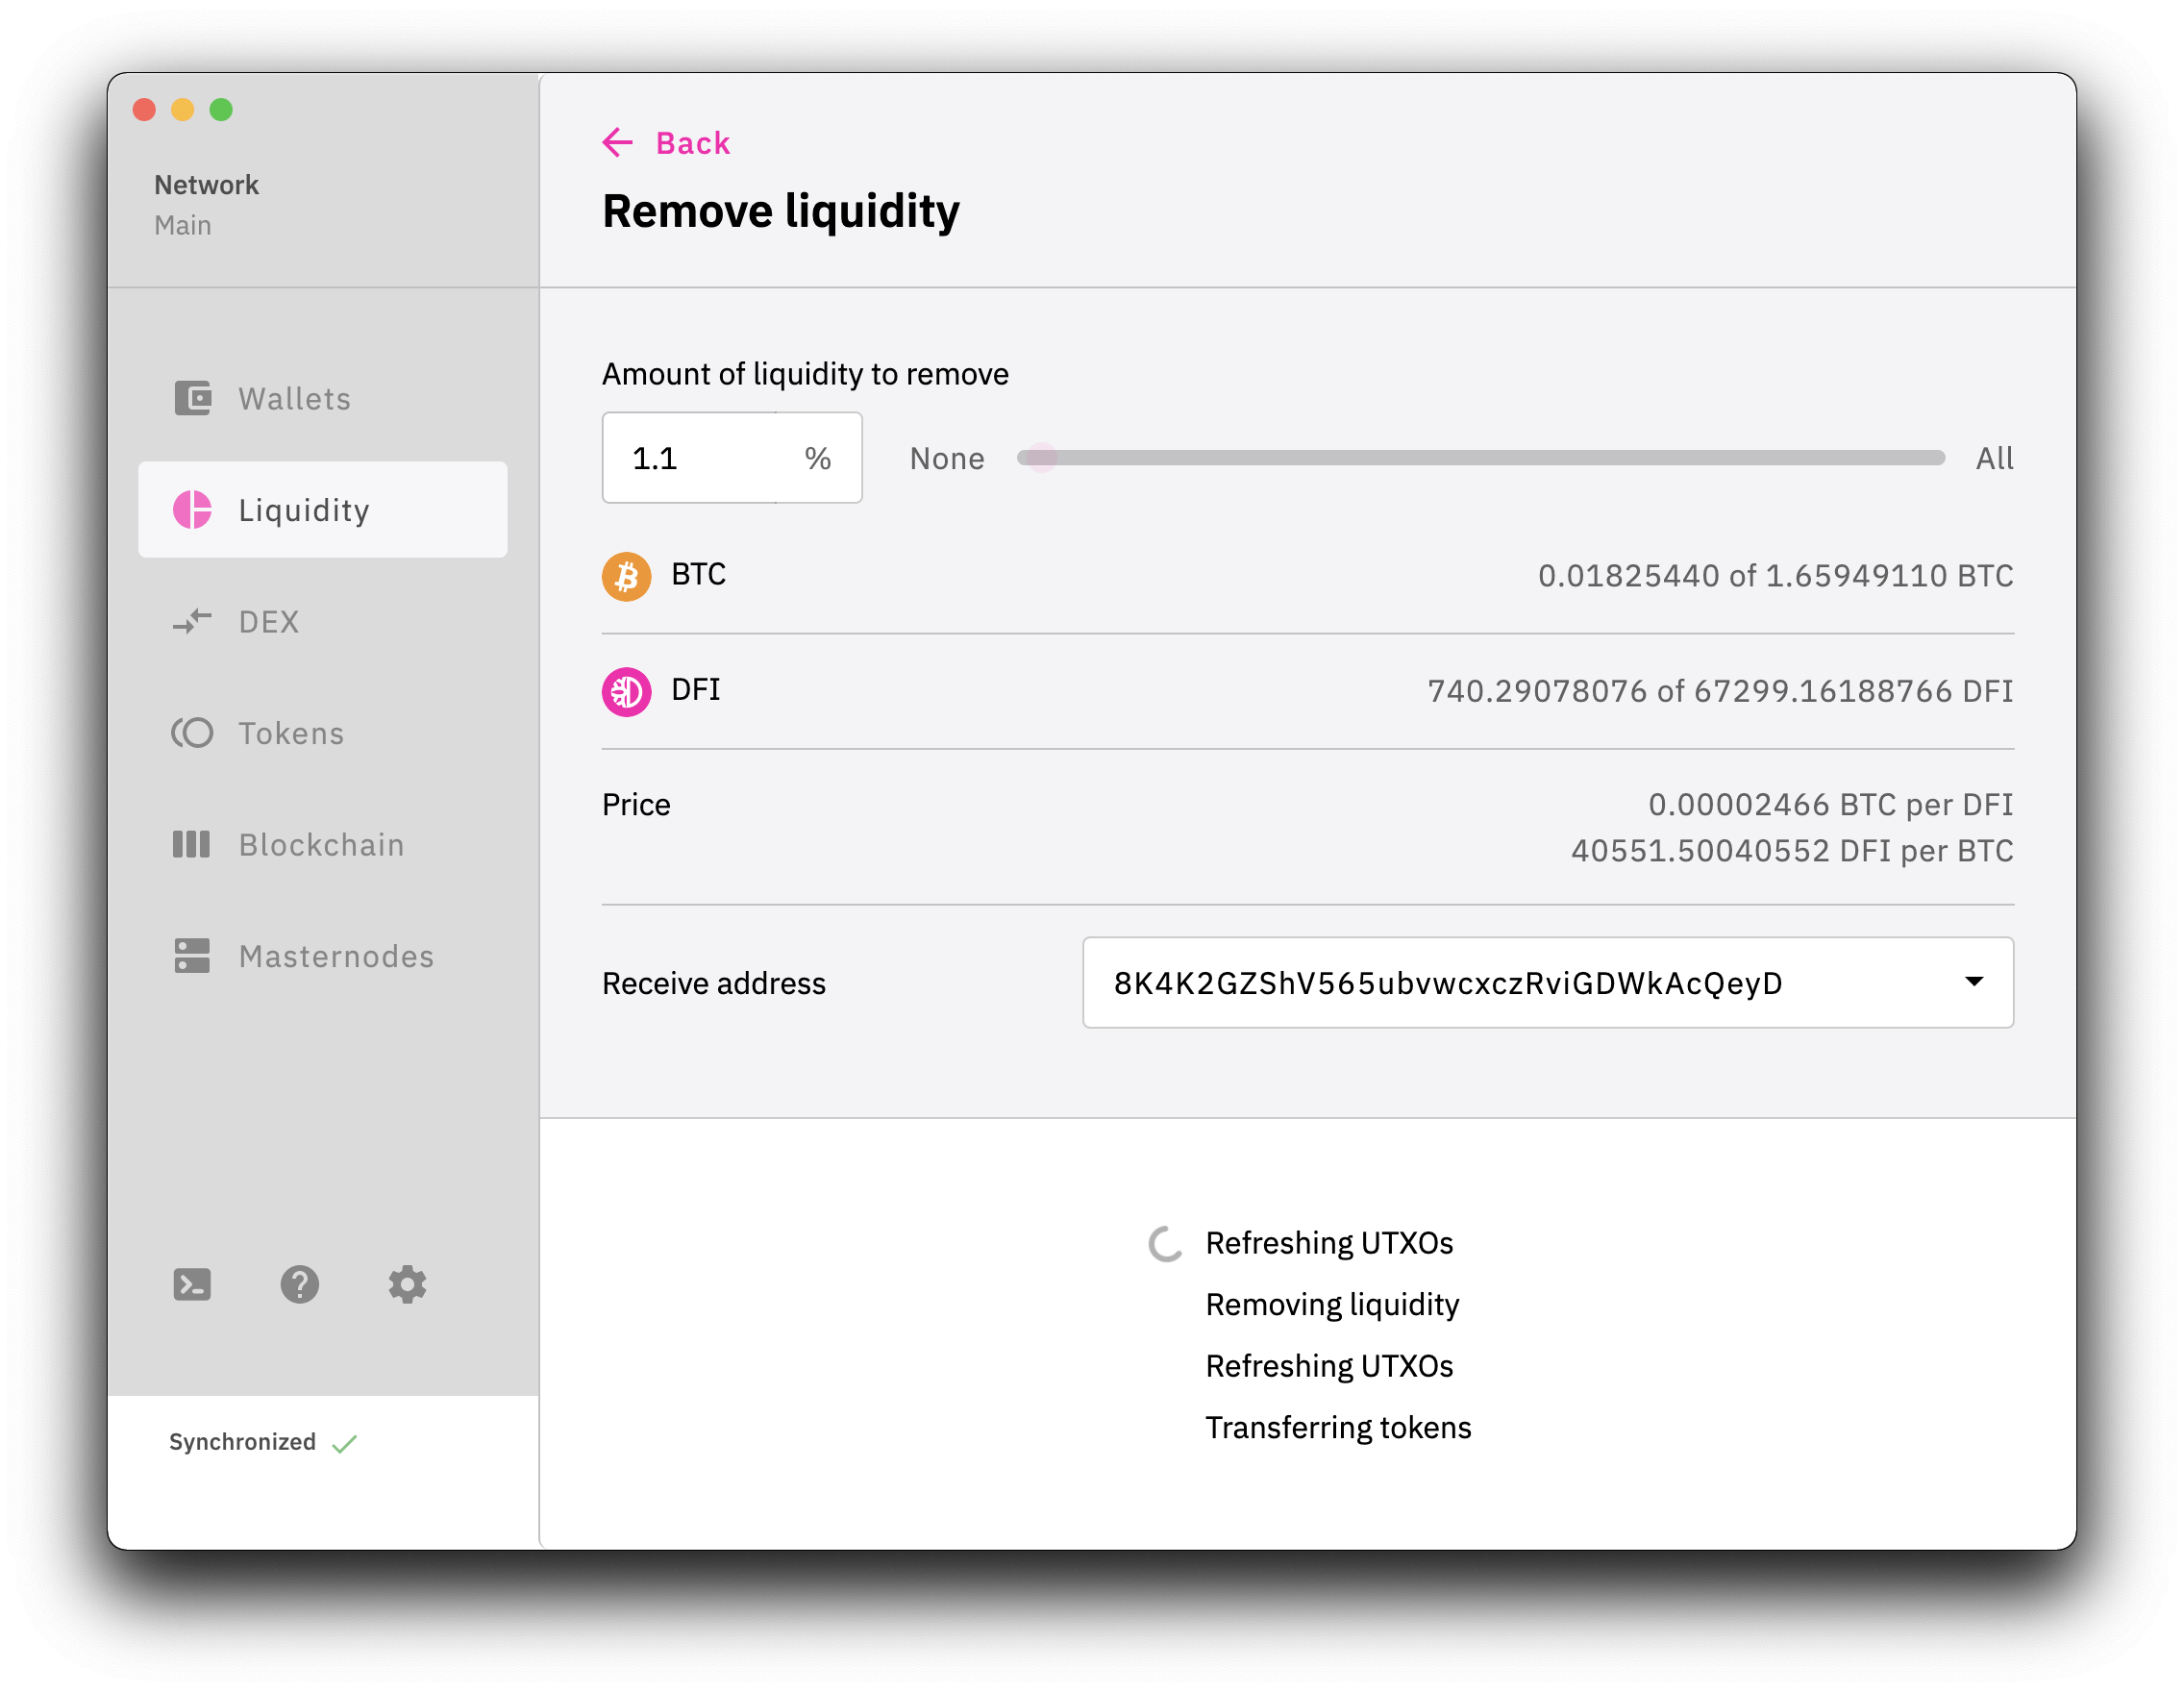 Network
Main
Wallets
Liquidity
DEX
Tokens
Blockchain
Masternodes
Synchronized
Back
Remove liquidity
Amount of liquidity to remove
1.1 %
None
All
BTC
0.01825440 of 1.65949110 BTC
DFI
740.29078076 of 67299.16188766 DFI
Price
0.00002466 BTC per DFI
40551.50040552 DFI per BTC
Receive address
8K4K2GZShV565ubvwcxczRviGDWkAcQeyD
Refreshing UTXOs
Removing liquidity
Refreshing UTXOs
Transferring tokens